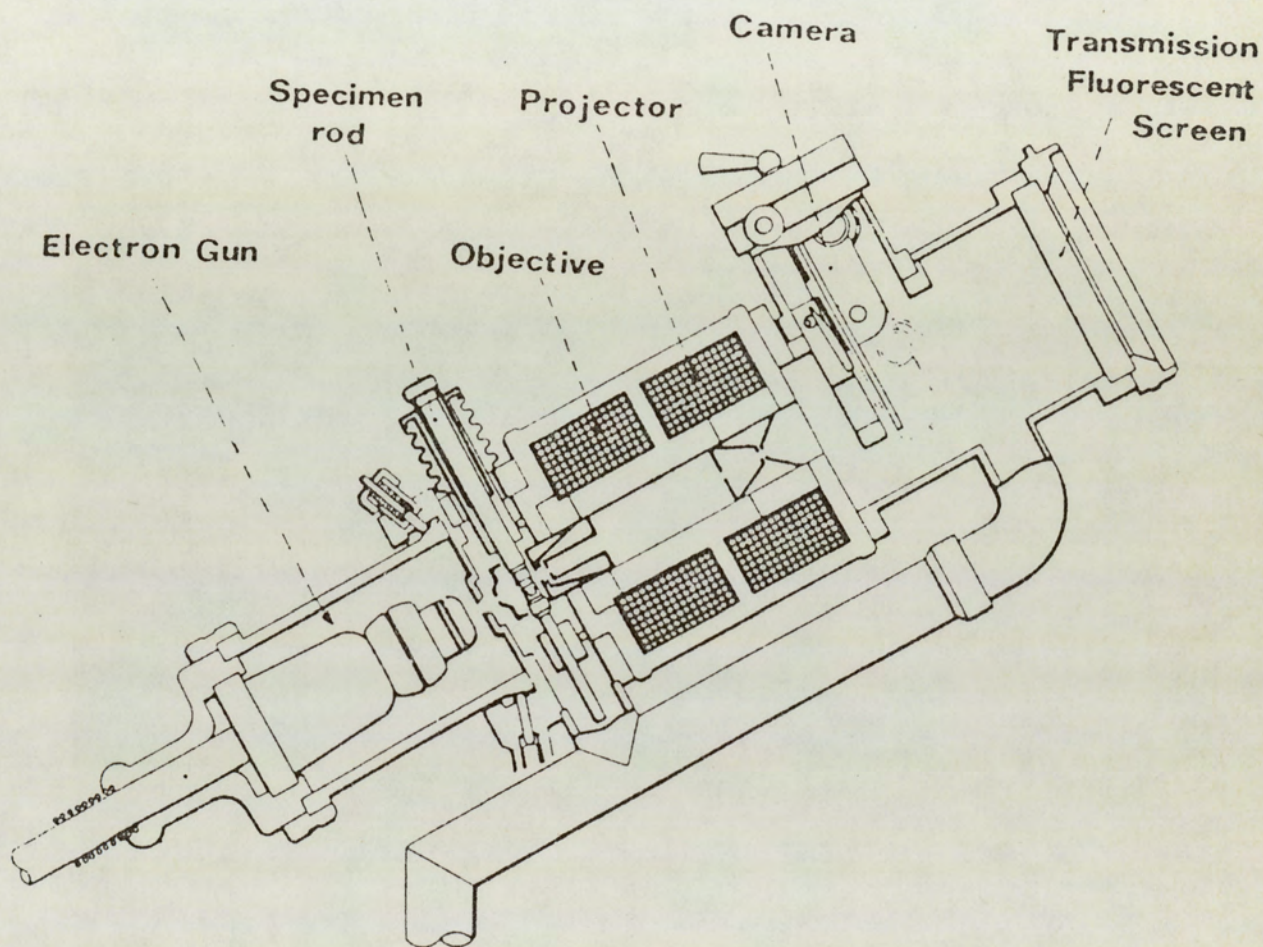 Camera
Transmission
Fluorescent
Screen
Specimen
rod
Projector
Electron Gun
Objective